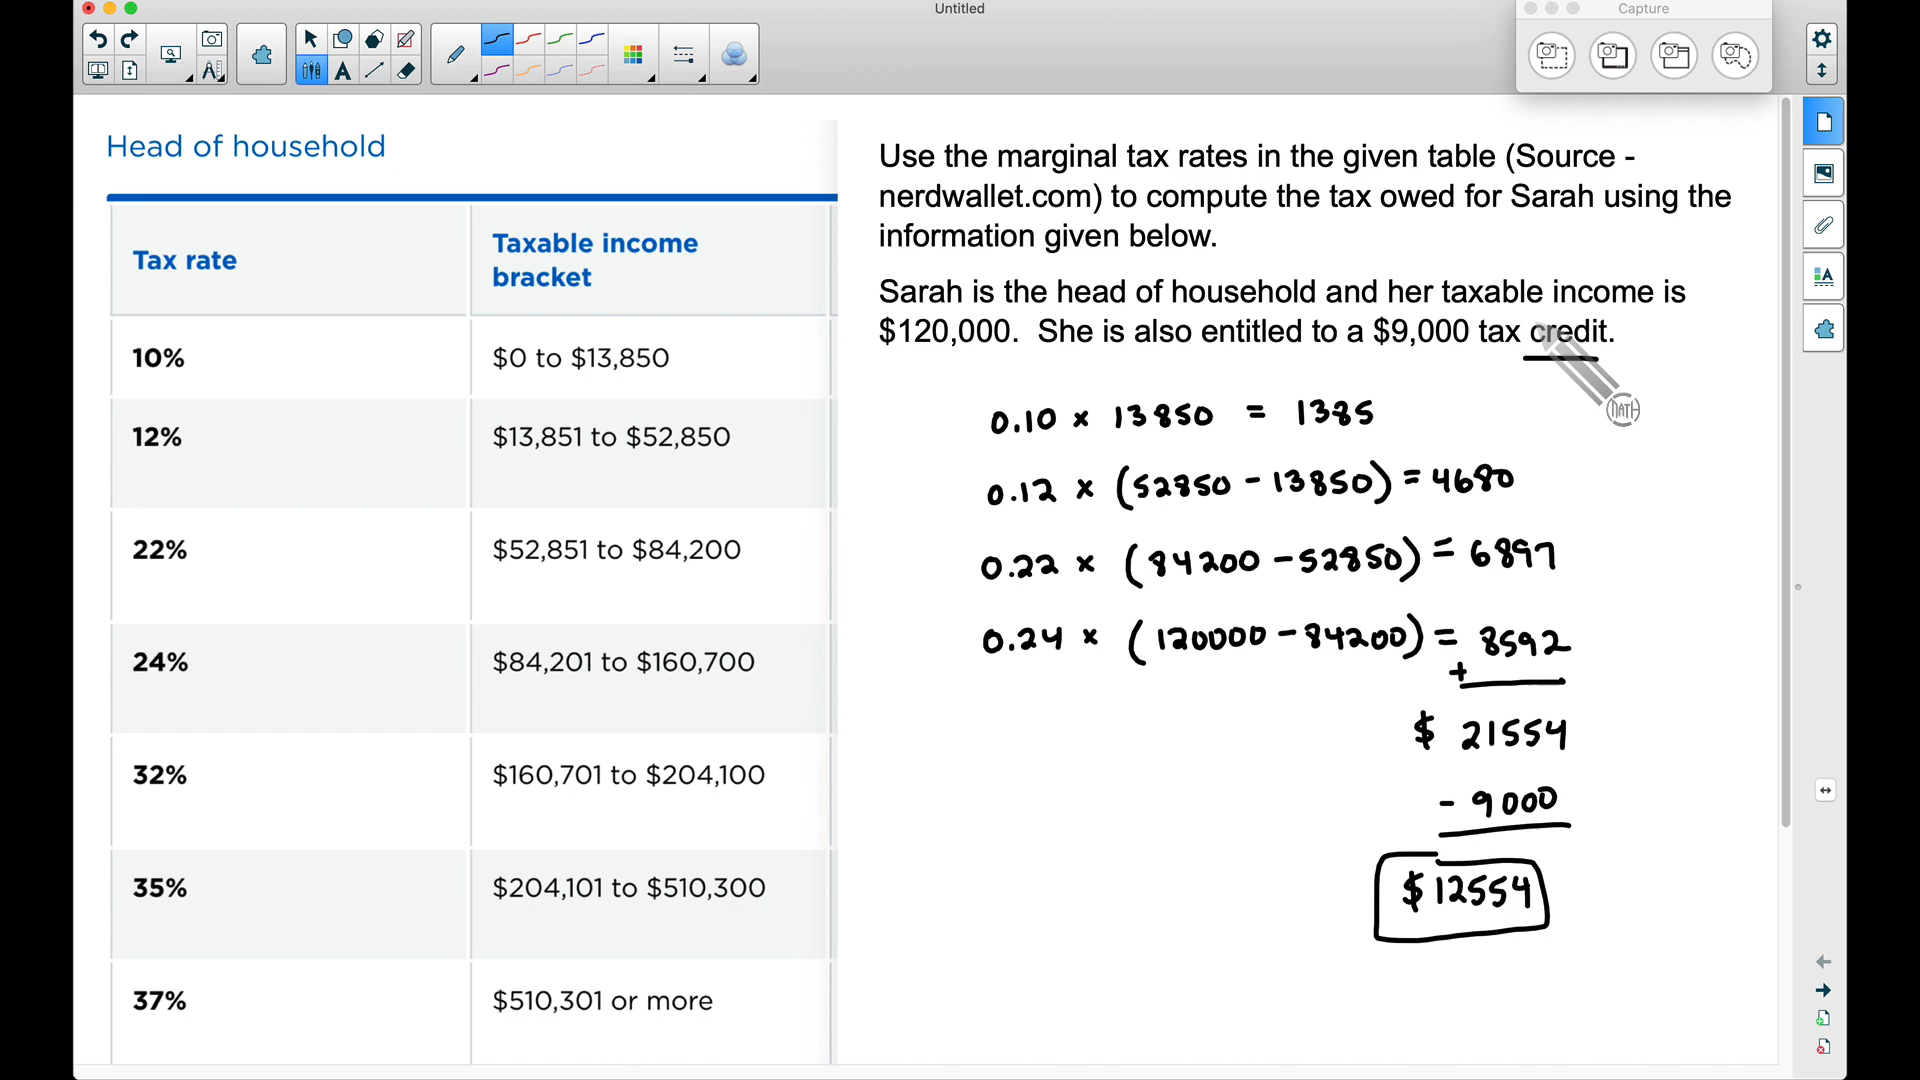 Untitled
Capture
Head of household
Tax rate
Taxable income
bracket
10%
$0 to $13,850
12%
$13,851 to $52,850
22%
$52,851 to $84,200
24%
$84,201 to $160,700
32%
$160,701 to $204,100
35%
$204,101 to $510,300
37%
$510,301 or more
Use the marginal tax rates in the given table (Source -
nerdwallet.com) to compute the tax owed for Sarah using the
information given below.
Sarah is the head of household and her taxable income is
$120,000. She is also entitled to a $9,000 tax credit.
MATH
0.10 × 13850 = 1385
0.12 × (52850 - 13850) = 4680
0.22 × (84200 - 52850) = 6897
0.24 × (120000 - 84200) = 8592
+
$ 21554
- 9000
$12554